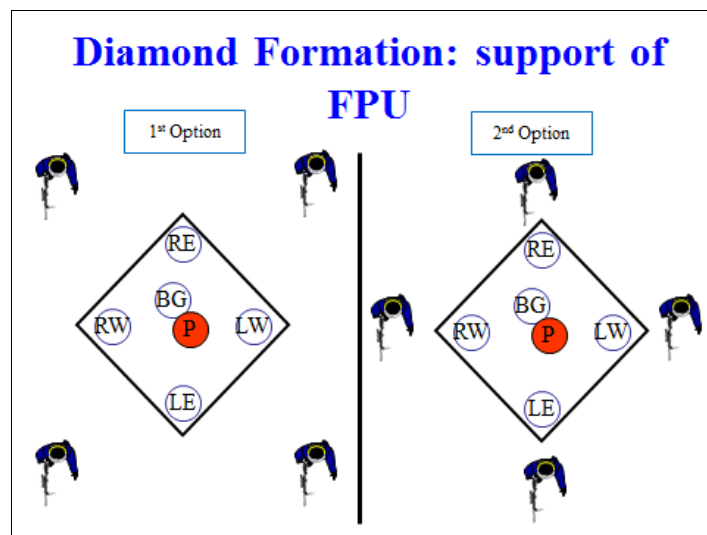 Diamond Formation: support of
FPU
1st Option
2nd Option
RE
BG
RW
P
LW
LE
RE
BG
RW
P
LW
LE